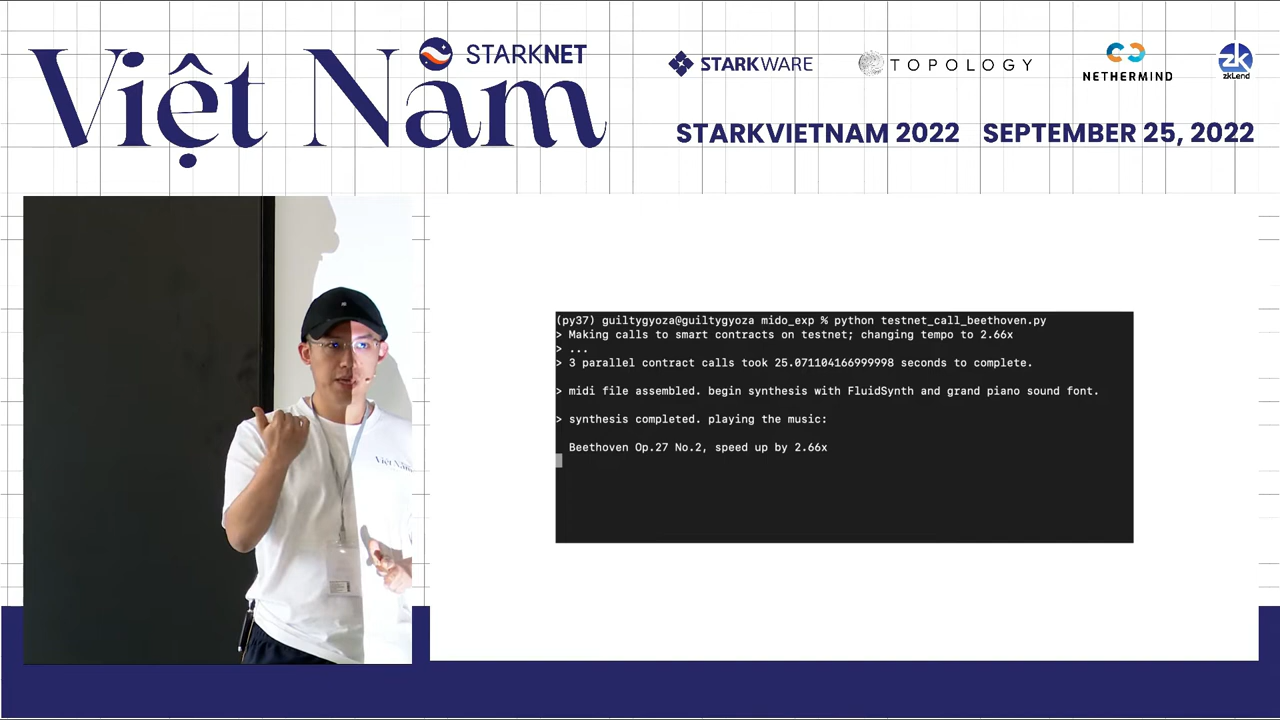 Việt Nam
STARKNET
STARKWARE
TOPOLOGY
NETHERMIND
zk
zkLend
STARKVIETNAM 2022 SEPTEMBER 25, 2022
(py37) guiltygyoza@guiltygyoza mido_exp % python testnet_call_beethoven.py
> Making calls to smart contracts on testnet; changing tempo to 2.66x
> ...
> 3 parallel contract calls took 25.071104166999998 seconds to complete.
> midi file assembled. begin synthesis with FluidSynth and grand piano sound font.
> synthesis completed. playing the music:
Beethoven Op.27 No.2, speed up by 2.66x
Việt Nam